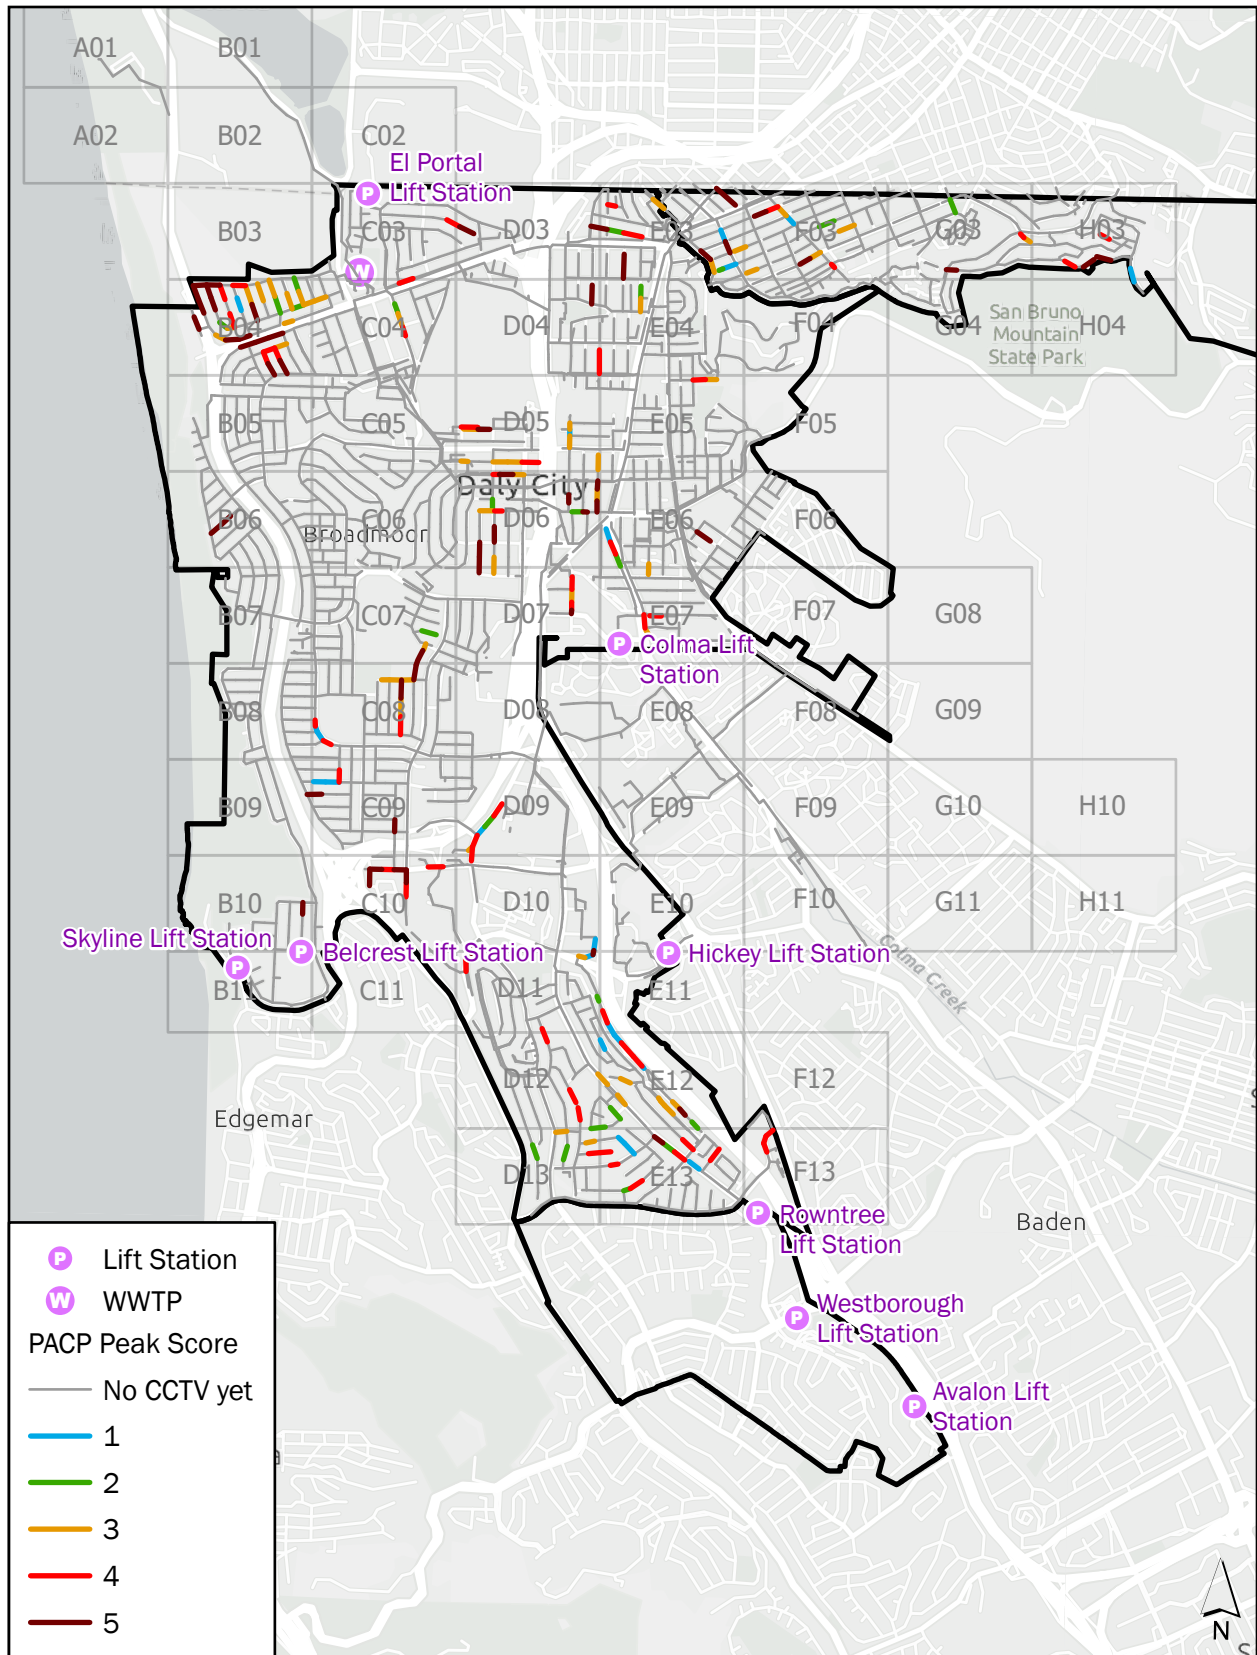 A01
B01
A02
B02
C02
El Portal
Lift Station
B03
C03
D03
E03
F03
G03
H03
W
B04
C04
D04
E04
F04
G04
H04
San Bruno
Mountain
State Park
B05
C05
D05
E05
F05
Daly City
B06
C06
D06
E06
F06
Broadmoor
B07
C07
D07
E07
F07
G08
Colma Lift
Station
B08
C08
D08
E08
F08
G09
B09
C09
D09
E09
F09
G10
H10
B10
C10
D10
E10
F10
G11
H11
Skyline Lift Station
Belcrest Lift Station
Hickey Lift Station
Colma Creek
B11
C11
D11
E11
D12
E12
F12
Edgemar
D13
E13
F13
Rowntree
Lift Station
Baden
Westborough
Lift Station
Avalon Lift
Station
P Lift Station
W WWTP
PACP Peak Score
No CCTV yet
1
2
3
4
5
N